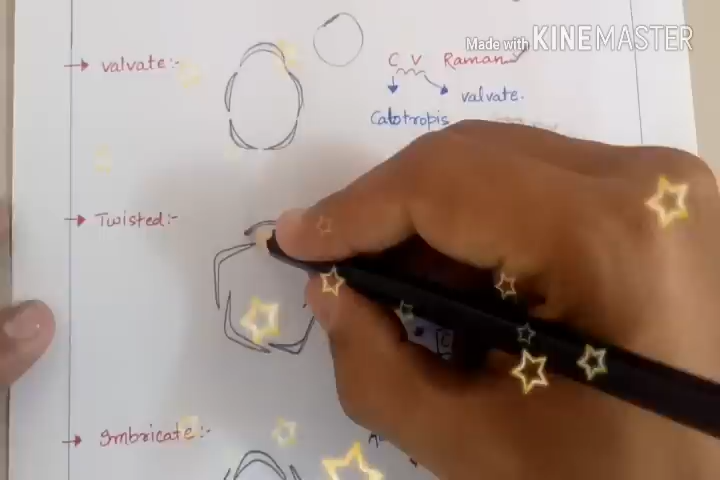 Made with KINEMASTER
→ valvate:-
C V Raman
valvate.
Calotropis
→ Twisted:-
→ Imbricate:-